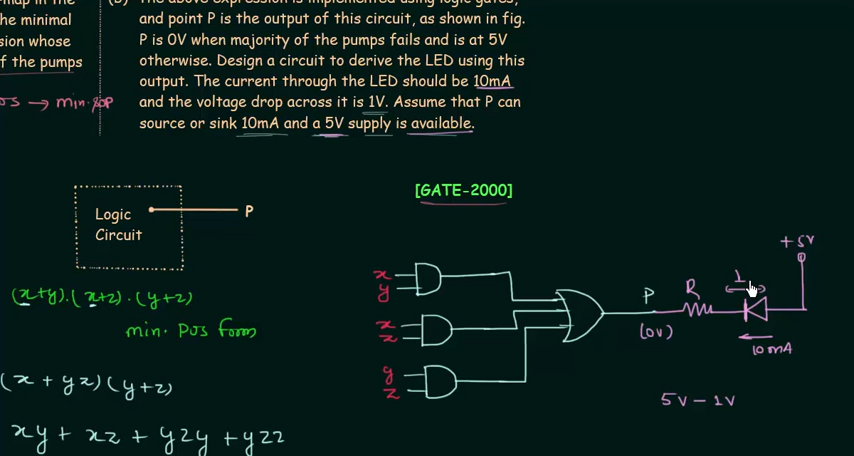 map in the
he minimal
sion whose
f the pumps
pos → min. sop
(b) The above expression is implemented using logic gates,
and point P is the output of this circuit, as shown in fig.
P is 0V when majority of the pumps fails and is at 5V
otherwise. Design a circuit to derive the LED using this
output. The current through the LED should be 10mA
and the voltage drop across it is 1V. Assume that P can
source or sink 10mA and a 5V supply is available.
[GATE-2000]
Logic
Circuit
P
(x+y).(x+z).(y+z)
min. POS form
(x + yz)(y+z)
xy + xz + yzy + yzz
x
y
x
z
y
z
P
(0V)
R
1
+5V
10mA
5V - 1V